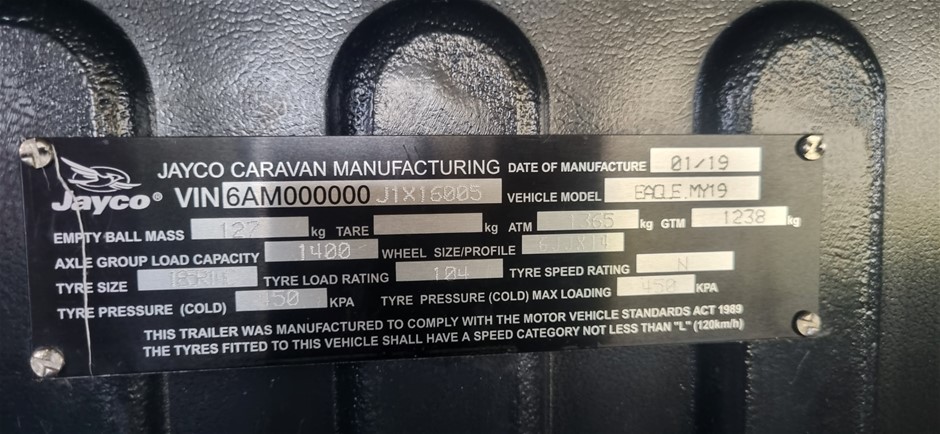 Jayco®
JAYCO CARAVAN MANUFACTURING DATE OF MANUFACTURE 01/19
VIN 6AM000000J1X16005 VEHICLE MODEL EAGLE.MY19
EMPTY BALL MASS 127 kg TARE kg ATM 1365 kg GTM 1238 kg
AXLE GROUP LOAD CAPACITY 1400 WHEEL SIZE/PROFILE
TYRE SIZE TYRE LOAD RATING 104 TYRE SPEED RATING N
TYRE PRESSURE (COLD) 450 KPA TYRE PRESSURE (COLD) MAX LOADING 450 KPA
THIS TRAILER WAS MANUFACTURED TO COMPLY WITH THE MOTOR VEHICLE STANDARDS ACT 1989
THE TYRES FITTED TO THIS VEHICLE SHALL HAVE A SPEED CATEGORY NOT LESS THAN "L" (120km/h)